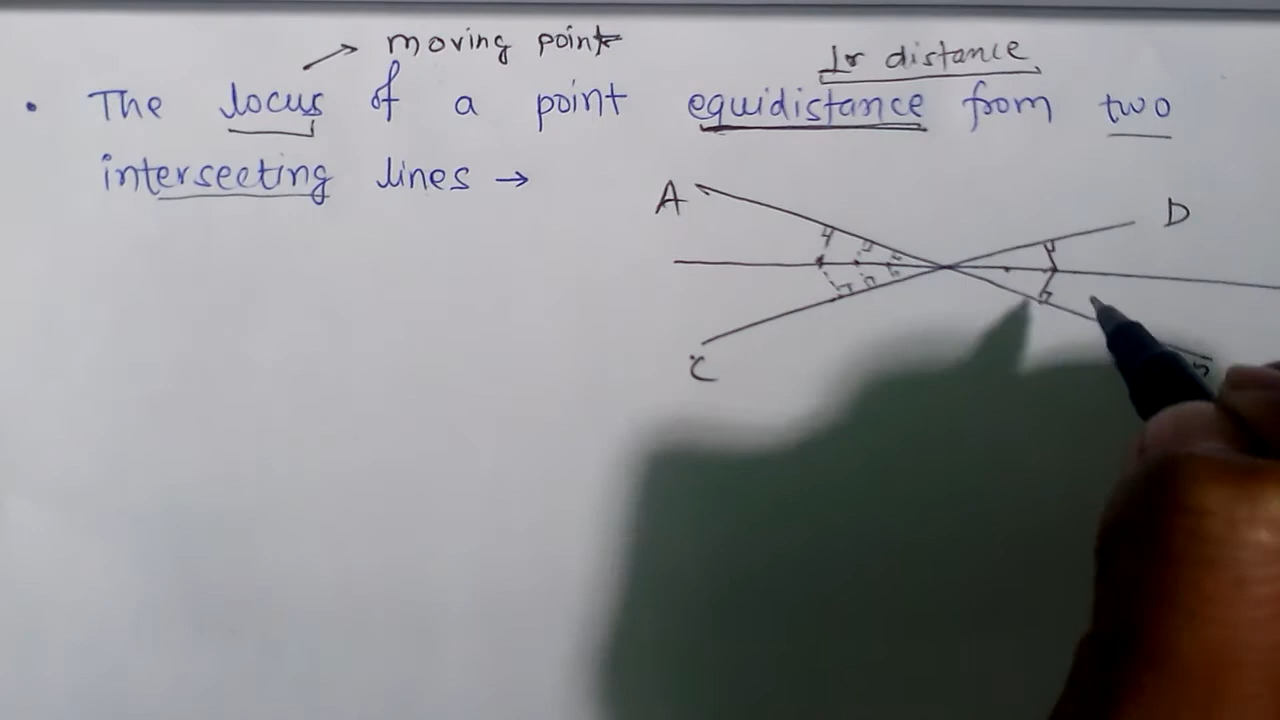 moving point
⊥r distance
• The locus of a point equidistance from two
intersecting lines →
A
D
C